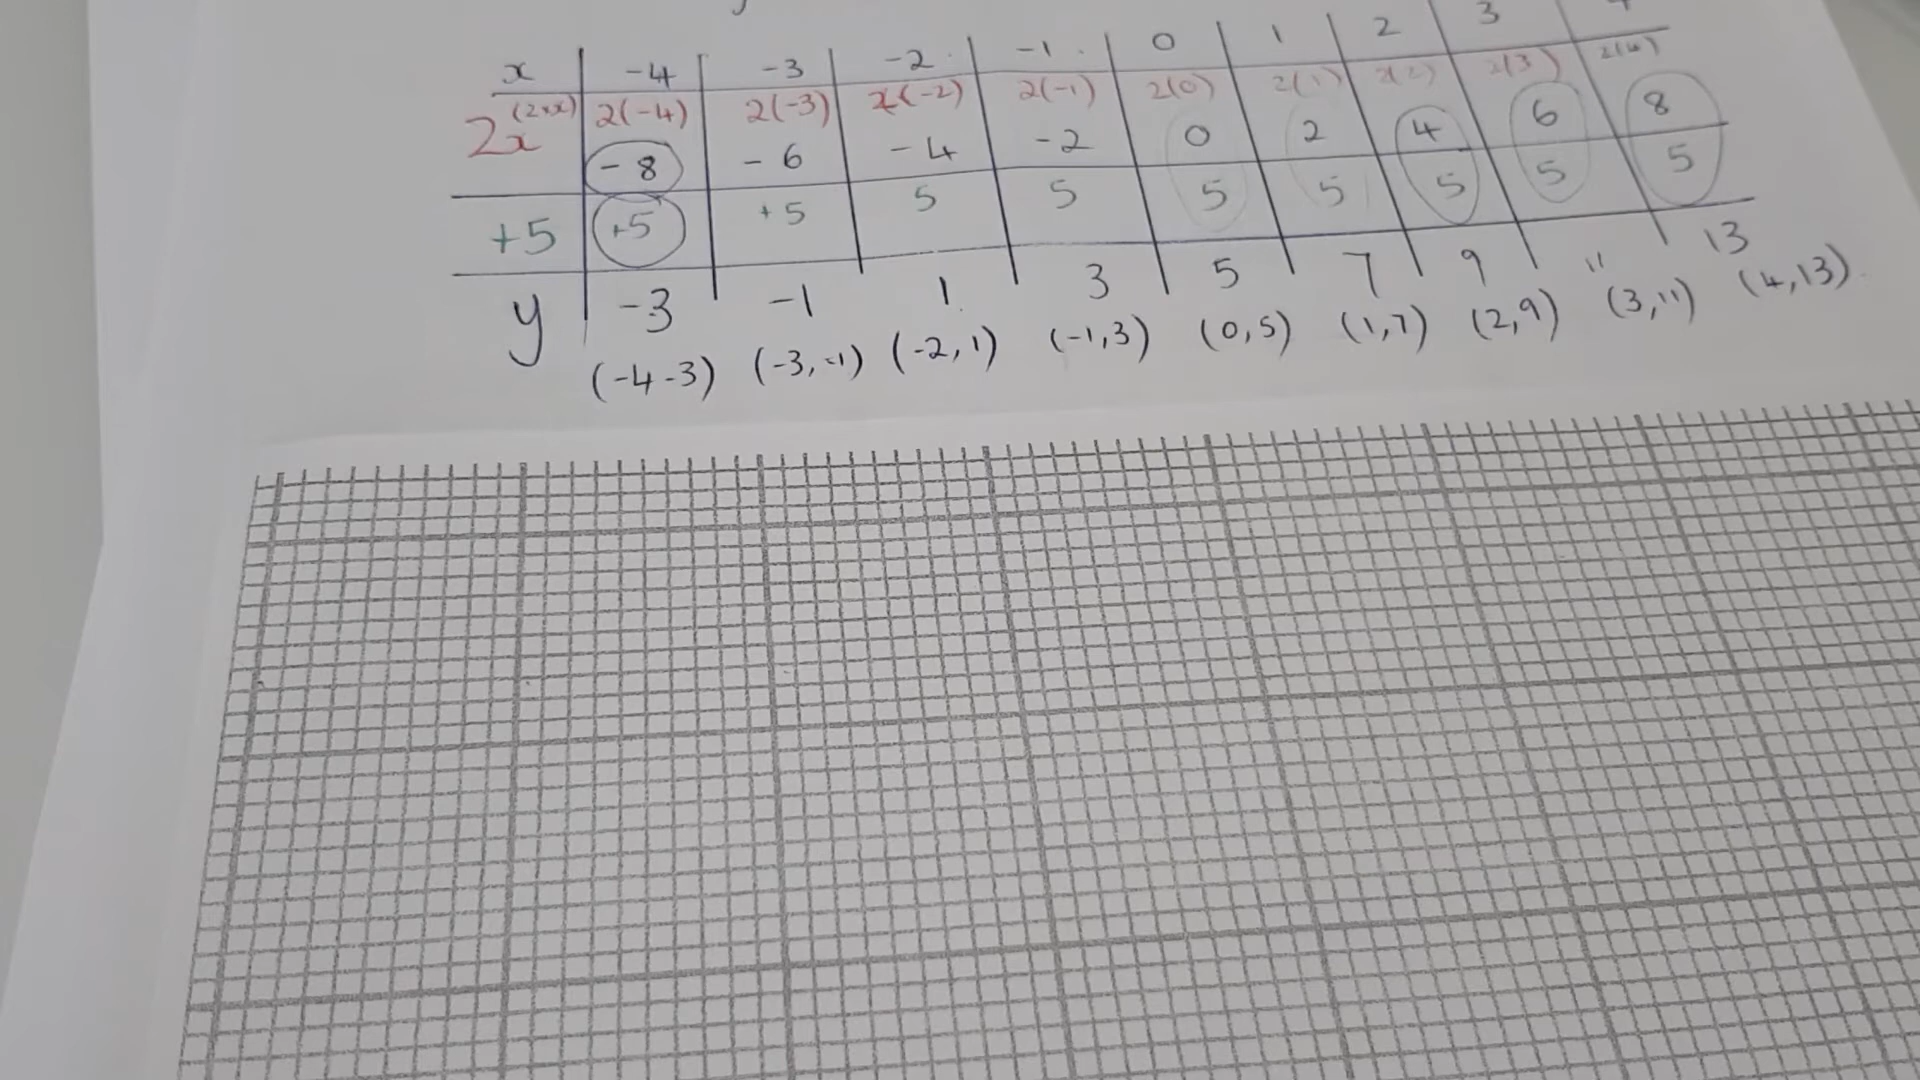 x -4 -3 -2 -1 0 1 2 3
2x (2×x) 2(-4) 2(-3) 2(-2) 2(-1) 2(0) 2(1) 2(2) 2(3) 2(4)
-8 -6 -4 -2 0 2 4 6 8
+5 +5 +5 5 5 5 5 5 5 5
y -3 -1 1 3 5 7 9 11 13
(-4-3) (-3,-1) (-2,1) (-1,3) (0,5) (1,7) (2,9) (3,11) (4,13)